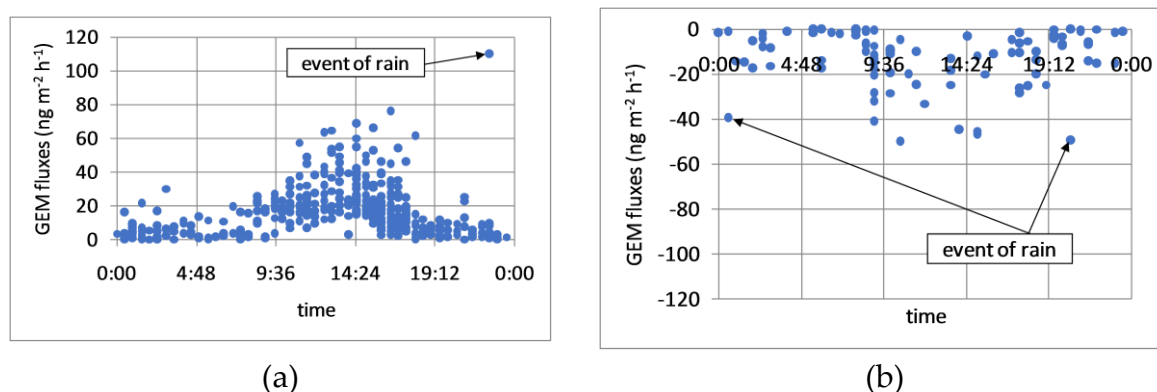 120
100
80
60
40
20
0
GEM fluxes (ng m⁻² h⁻¹)
event of rain
0:00 4:48 9:36 14:24 19:12 0:00
time
(a)
0
-20
-40
-60
-80
-100
-120
GEM fluxes (ng m⁻² h⁻¹)
0:00 4:48 9:36 14:24 19:12 0:00
event of rain
time
(b)